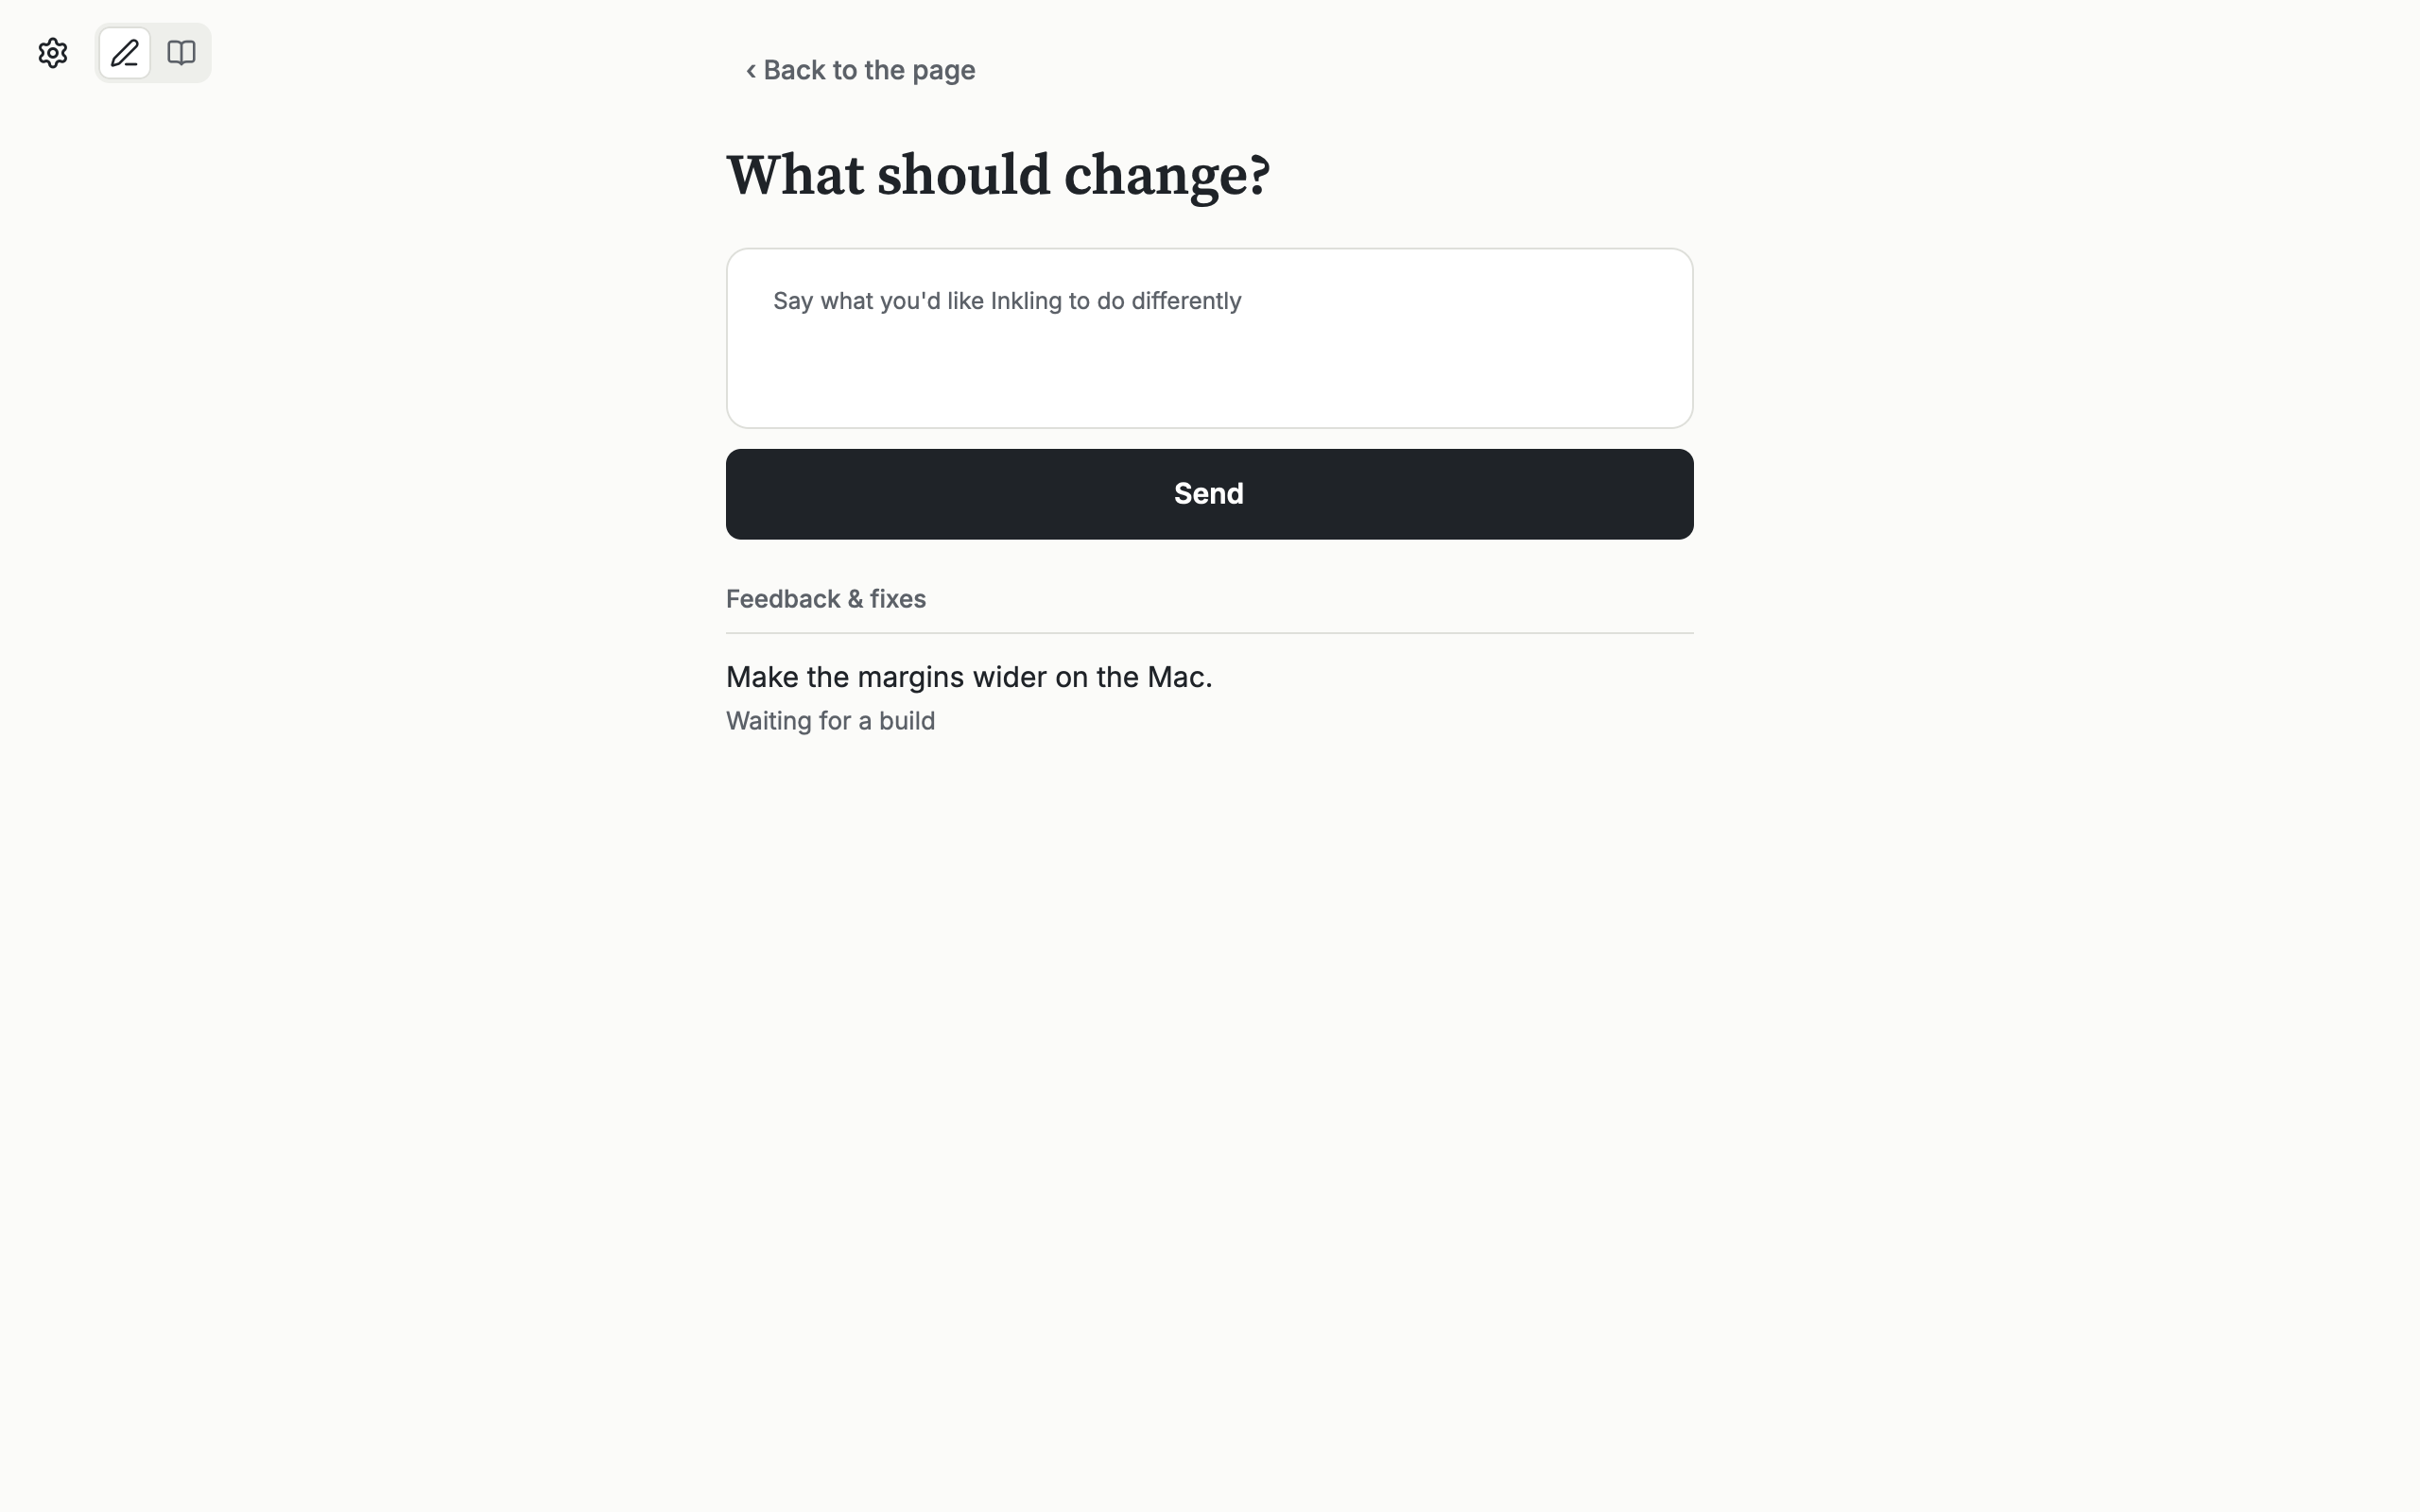 ‹ Back to the page
What should change?
Say what you'd like Inkling to do differently
Send
Feedback & fixes
Make the margins wider on the Mac.
Waiting for a build